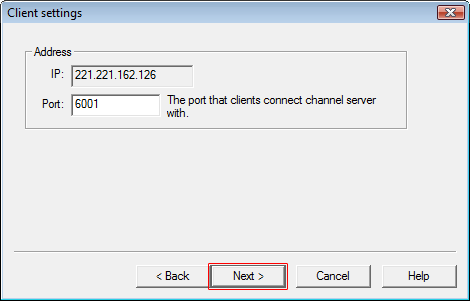 Client settings
Address
IP: 221.221.162.126
Port: 6001 The port that clients connect channel server
with.
< Back Next > Cancel Help